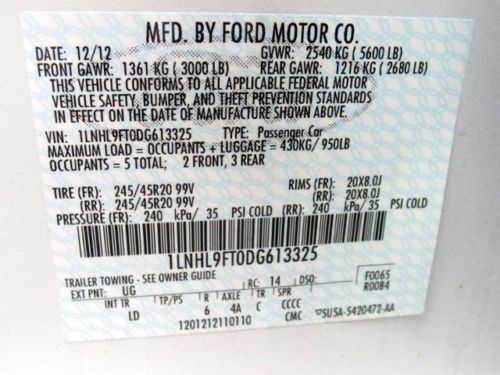 MFD. BY FORD MOTOR CO.
DATE: 12/12 GVWR: 2540 KG (5600 LB)
FRONT GAWR: 1361 KG (3000 LB) REAR GAWR: 1216 KG (2680 LB)
THIS VEHICLE CONFORMS TO ALL APPLICABLE FEDERAL MOTOR
VEHICLE SAFETY, BUMPER, AND THEFT PREVENTION STANDARDS
IN EFFECT ON THE DATE OF MANUFACTURE SHOWN ABOVE.
VIN: 1LNHL9FT0DG613325 TYPE: Passenger Car
MAXIMUM LOAD = OCCUPANTS + LUGGAGE = 430KG/ 950LB
OCCUPANTS = 5 TOTAL; 2 FRONT, 3 REAR
TIRE (FR): 245/45R20 99V RIMS (FR): 20X8.0J
(RR): 245/45R20 99V (RR): 20X8.0J
PRESSURE (FR): 240 kPa/ 35 PSI COLD (RR): 240 kPa/ 35 PSI COLD
1LNHL9FT0DG613325
TRAILER TOWING - SEE OWNER GUIDE F0065
EXT PNT: UG RC: 14 DSO: R0084
INT TR TP/PS R AXLE TR SPR
LD 6 4A C CCCC
1201212110110 CMC ▽5USA-5420472-AA